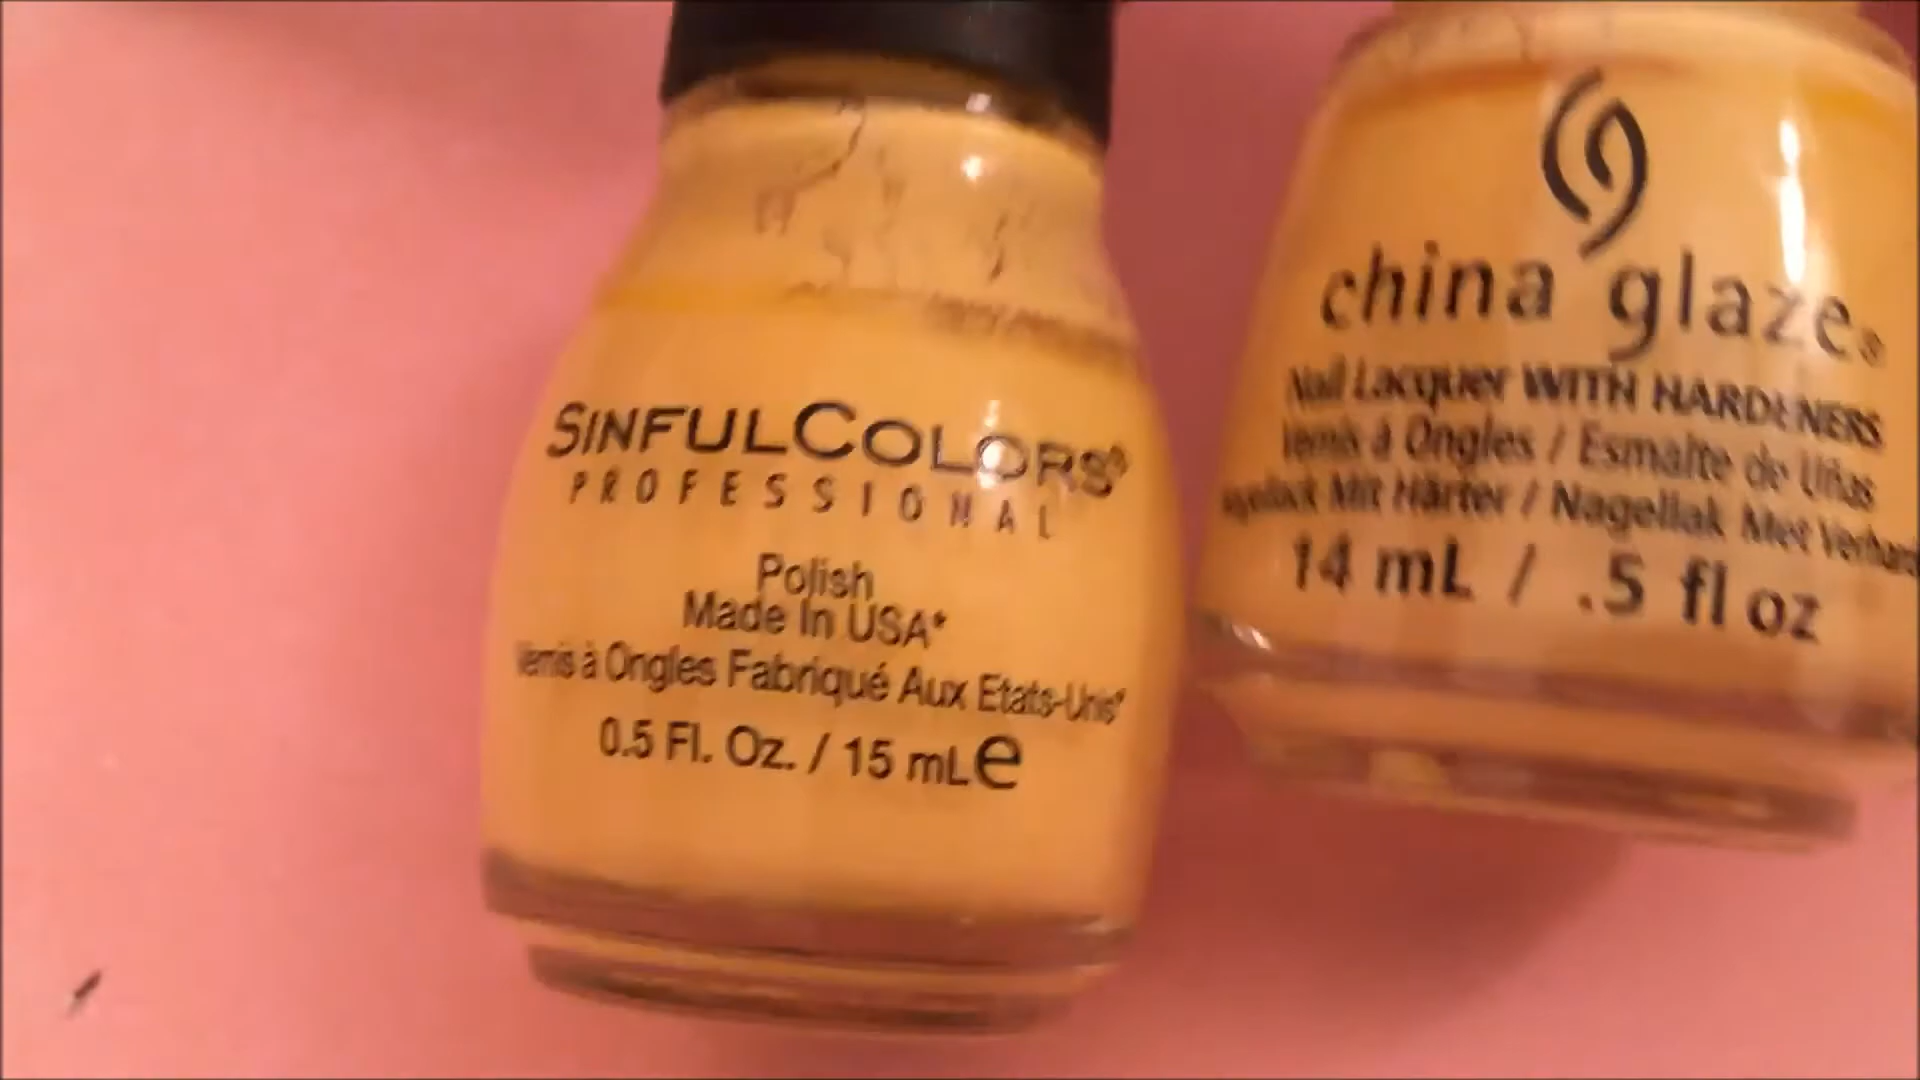 SINFULCOLORS®
PROFESSIONAL
Polish
Made In USA*
Vernis à Ongles Fabriqué Aux Etats-Unis*
0.5 Fl. Oz. / 15 mL e
china glaze®
Nail Lacquer WITH HARDENERS
Vernis à Ongles / Esmalte de Uñas
Mit Härter / Nagellak Met
14 mL / .5 fl oz